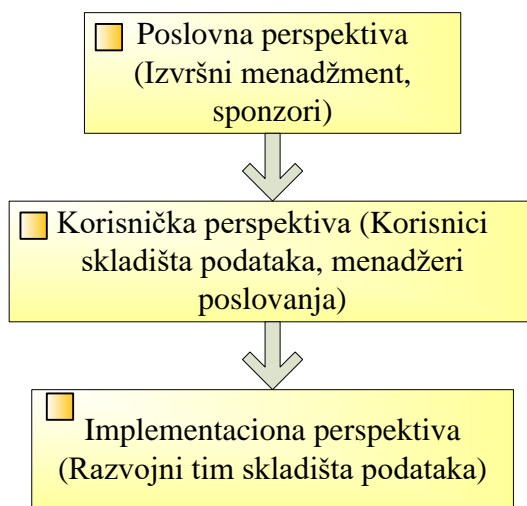 Poslovna perspektiva
(Izvršni menadžment,
sponzori)
Korisnička perspektiva (Korisnici
skladišta podataka, menadžeri
poslovanja)
Implementaciona perspektiva
(Razvojni tim skladišta podataka)